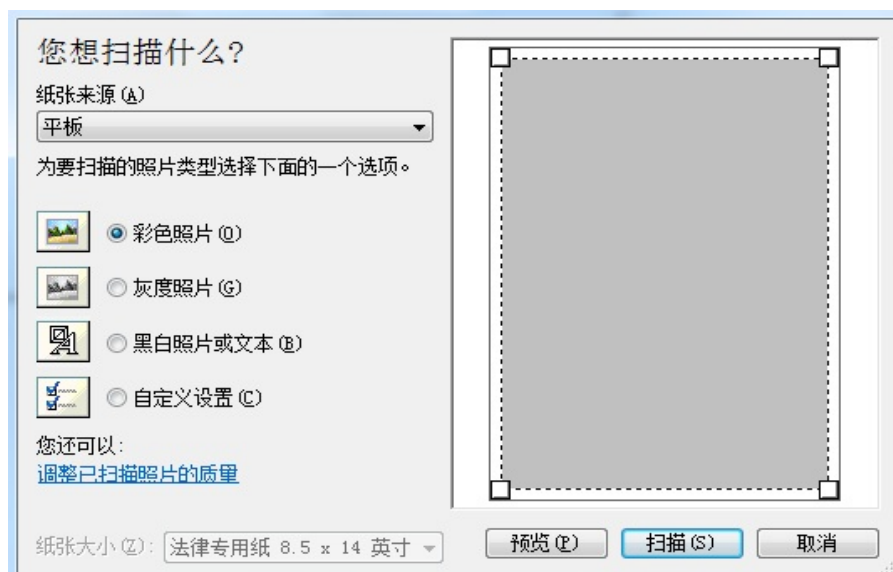 您想扫描什么?
纸张来源(A)
平板
为要扫描的照片类型选择下面的一个选项。
彩色照片(O)
灰度照片(G)
黑白照片或文本(B)
自定义设置(C)
您还可以:
调整已扫描照片的质量
纸张大小(Z): 法律专用纸 8.5 x 14 英寸
预览(P) 扫描(S) 取消